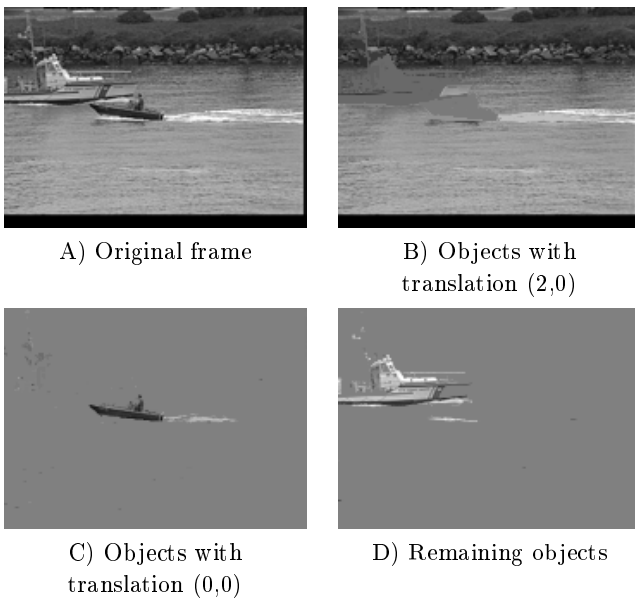 A) Original frame
B) Objects with
translation (2,0)
C) Objects with
translation (0,0)
D) Remaining objects